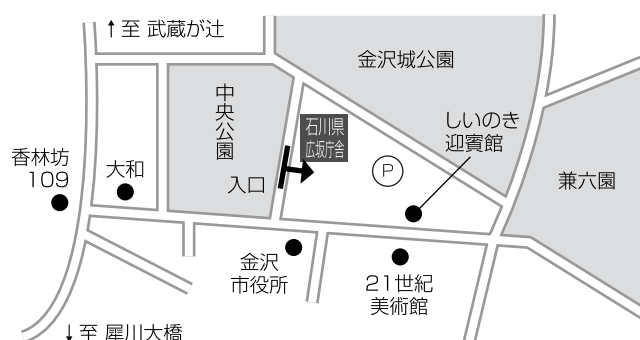 ↑至 武蔵が辻
金沢城公園
中央公園
石川県
広坂庁舎
しいのき
迎賓館
香林坊
109
大和
入口
P
兼六園
金沢
市役所
21世紀
美術館
↓至 犀川大橋